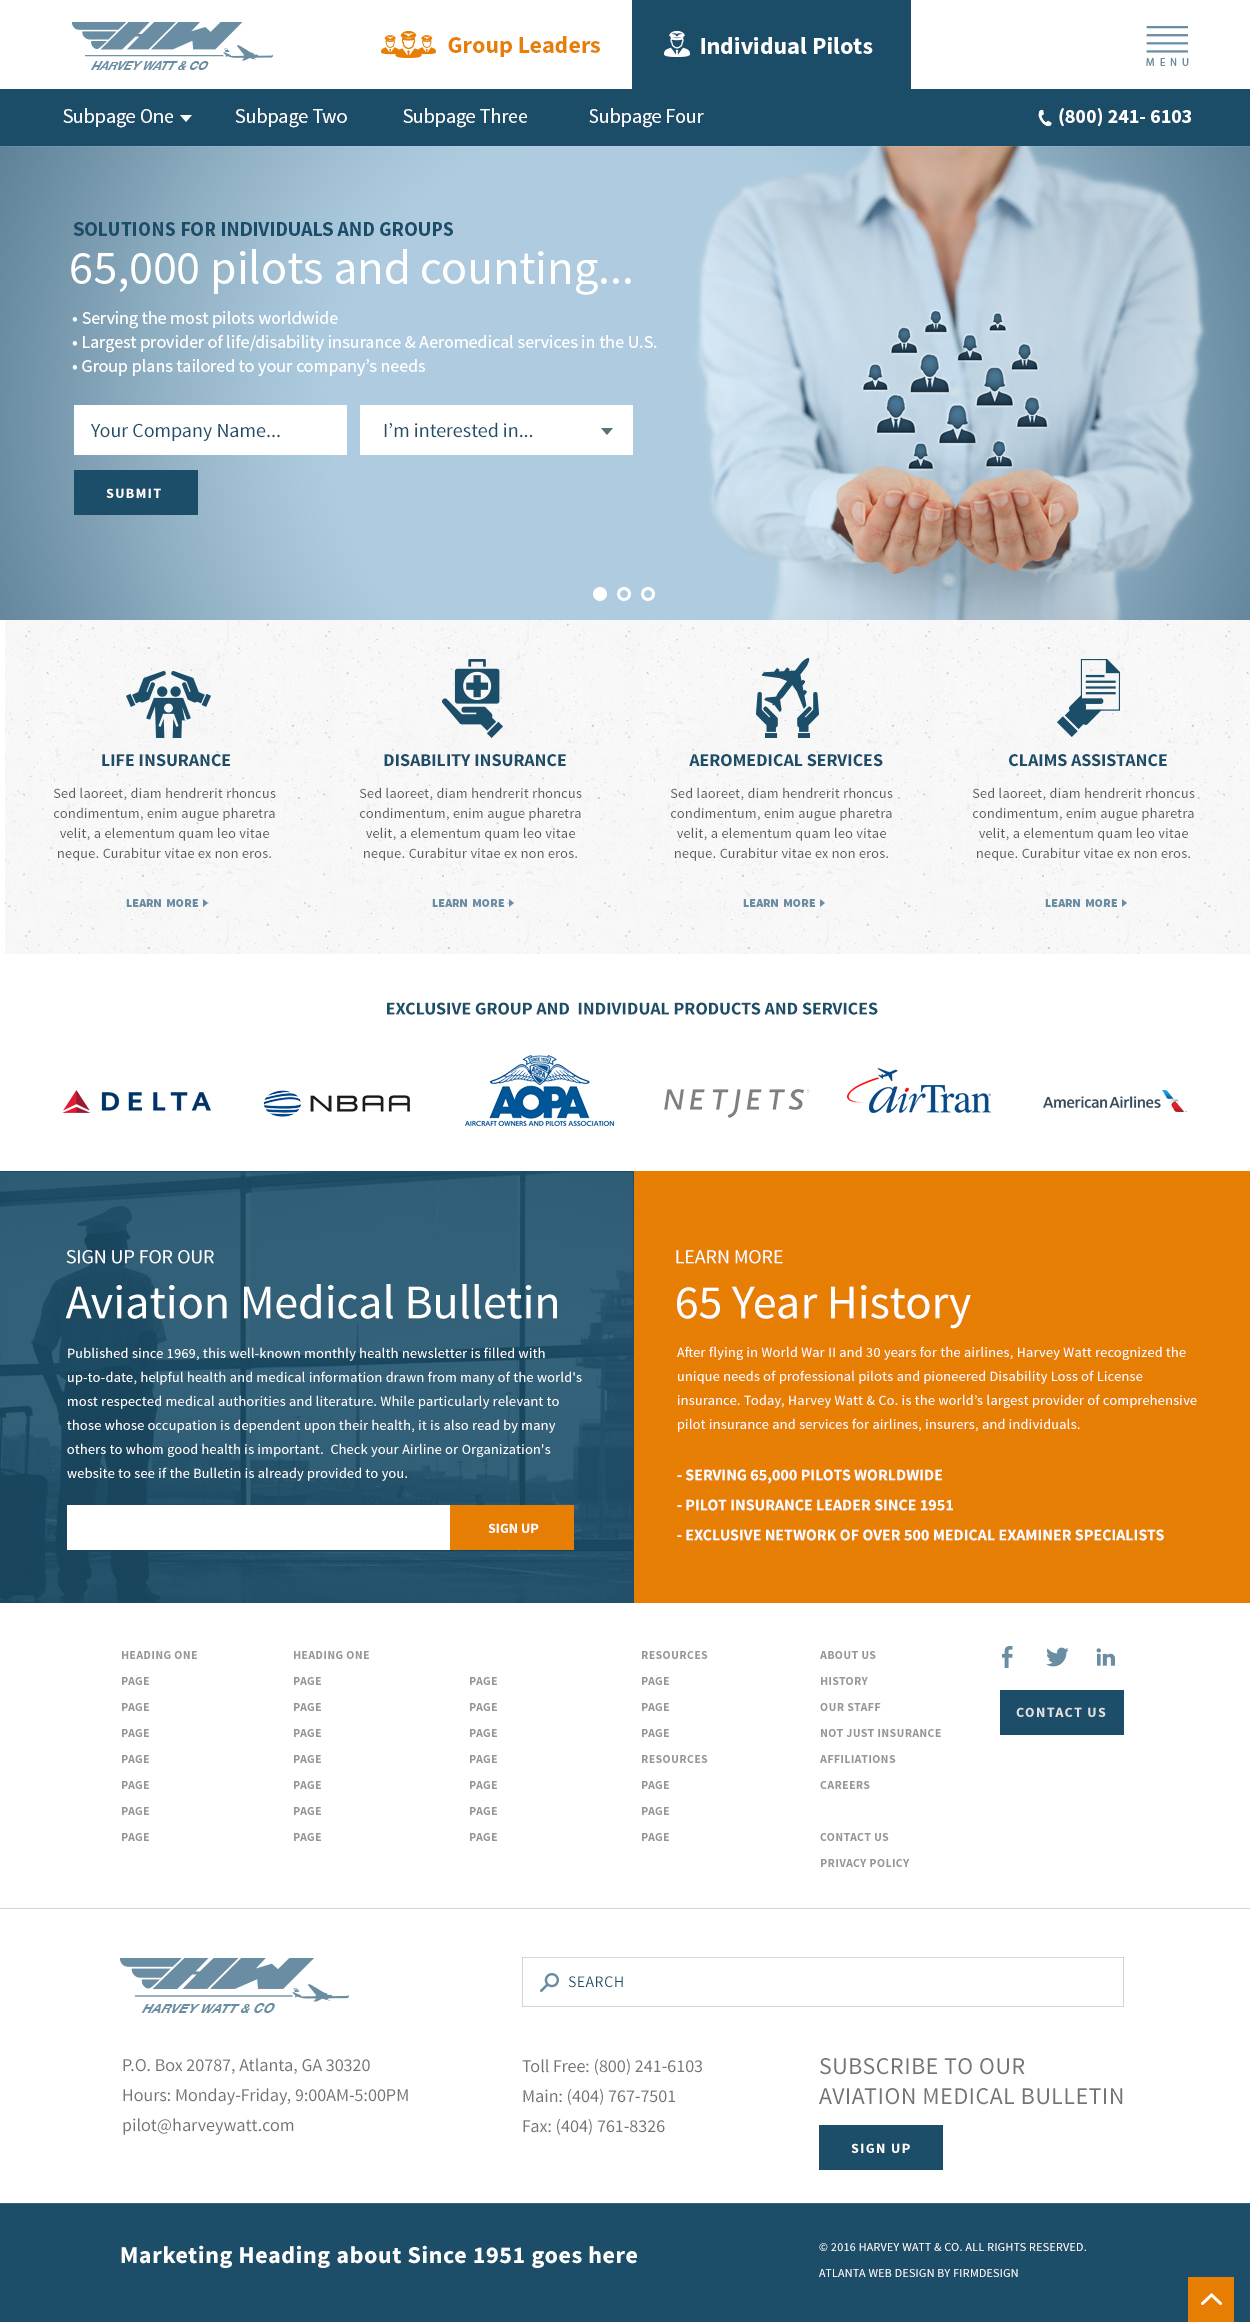 HARVEY WATT & CO
Group Leaders
Individual Pilots
MENU
Subpage One
Subpage Two
Subpage Three
Subpage Four
(800) 241- 6103
SOLUTIONS FOR INDIVIDUALS AND GROUPS
65,000 pilots and counting...
• Serving the most pilots worldwide
• Largest provider of life/disability insurance & Aeromedical services in the U.S.
• Group plans tailored to your company’s needs
Your Company Name...
I’m interested in...
SUBMIT
LIFE INSURANCE
Sed laoreet, diam hendrerit rhoncus
condimentum, enim augue pharetra
velit, a elementum quam leo vitae
neque. Curabitur vitae ex non eros.
LEARN MORE
DISABILITY INSURANCE
Sed laoreet, diam hendrerit rhoncus
condimentum, enim augue pharetra
velit, a elementum quam leo vitae
neque. Curabitur vitae ex non eros.
LEARN MORE
AEROMEDICAL SERVICES
Sed laoreet, diam hendrerit rhoncus
condimentum, enim augue pharetra
velit, a elementum quam leo vitae
neque. Curabitur vitae ex non eros.
LEARN MORE
CLAIMS ASSISTANCE
Sed laoreet, diam hendrerit rhoncus
condimentum, enim augue pharetra
velit, a elementum quam leo vitae
neque. Curabitur vitae ex non eros.
LEARN MORE
EXCLUSIVE GROUP AND INDIVIDUAL PRODUCTS AND SERVICES
DELTA
NBAA
AOPA
AIRCRAFT OWNERS AND PILOTS ASSOCIATION
NETJETS
airTran
American Airlines
SIGN UP FOR OUR
Aviation Medical Bulletin
Published since 1969, this well-known monthly health newsletter is filled with
up-to-date, helpful health and medical information drawn from many of the world's
most respected medical authorities and literature. While particularly relevant to
those whose occupation is dependent upon their health, it is also read by many
others to whom good health is important. Check your Airline or Organization's
website to see if the Bulletin is already provided to you.
SIGN UP
LEARN MORE
65 Year History
After flying in World War II and 30 years for the airlines, Harvey Watt recognized the
unique needs of professional pilots and pioneered Disability Loss of License
insurance. Today, Harvey Watt & Co. is the world’s largest provider of comprehensive
pilot insurance and services for airlines, insurers, and individuals.
- SERVING 65,000 PILOTS WORLDWIDE
- PILOT INSURANCE LEADER SINCE 1951
- EXCLUSIVE NETWORK OF OVER 500 MEDICAL EXAMINER SPECIALISTS
HEADING ONE
PAGE
PAGE
PAGE
PAGE
PAGE
PAGE
PAGE
HEADING ONE
PAGE
PAGE
PAGE
PAGE
PAGE
PAGE
PAGE
PAGE
PAGE
PAGE
PAGE
PAGE
PAGE
PAGE
RESOURCES
PAGE
PAGE
PAGE
RESOURCES
PAGE
PAGE
PAGE
ABOUT US
HISTORY
OUR STAFF
NOT JUST INSURANCE
AFFILIATIONS
CAREERS
CONTACT US
PRIVACY POLICY
CONTACT US
HARVEY WATT & CO
SEARCH
P.O. Box 20787, Atlanta, GA 30320
Hours: Monday-Friday, 9:00AM-5:00PM
pilot@harveywatt.com
Toll Free: (800) 241-6103
Main: (404) 767-7501
Fax: (404) 761-8326
SUBSCRIBE TO OUR
AVIATION MEDICAL BULLETIN
SIGN UP
Marketing Heading about Since 1951 goes here
© 2016 HARVEY WATT & CO. ALL RIGHTS RESERVED.
ATLANTA WEB DESIGN BY FIRMDESIGN